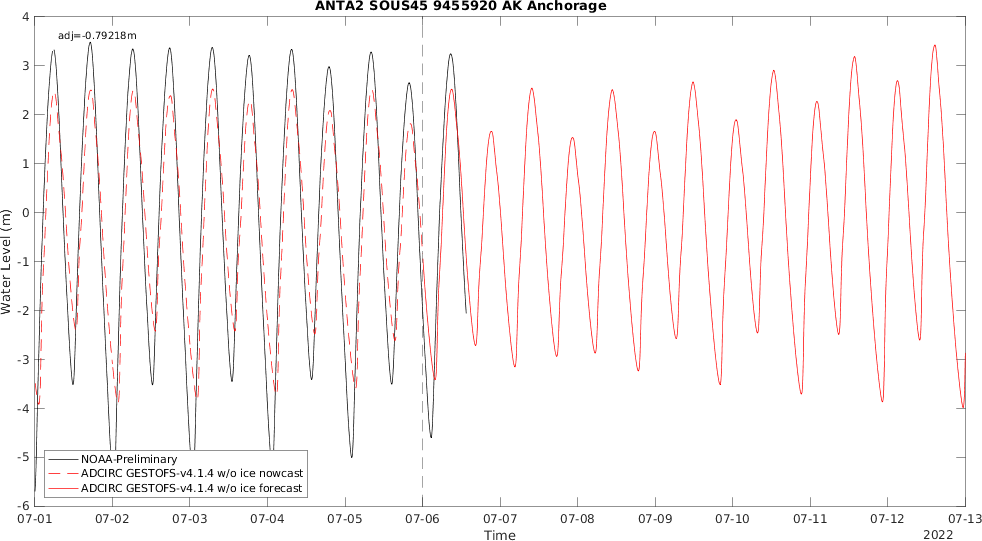 ANTA2 SOUS45 9455920 AK Anchorage
adj=-0.79218m
4
3
2
1
0
-1
-2
-3
-4
-5
-6
Water Level (m)
NOAA-Preliminary
ADCIRC GESTOFS-v4.1.4 w/o ice nowcast
ADCIRC GESTOFS-v4.1.4 w/o ice forecast
07-01 07-02 07-03 07-04 07-05 07-06 07-07 07-08 07-09 07-10 07-11 07-12 07-13
Time
2022